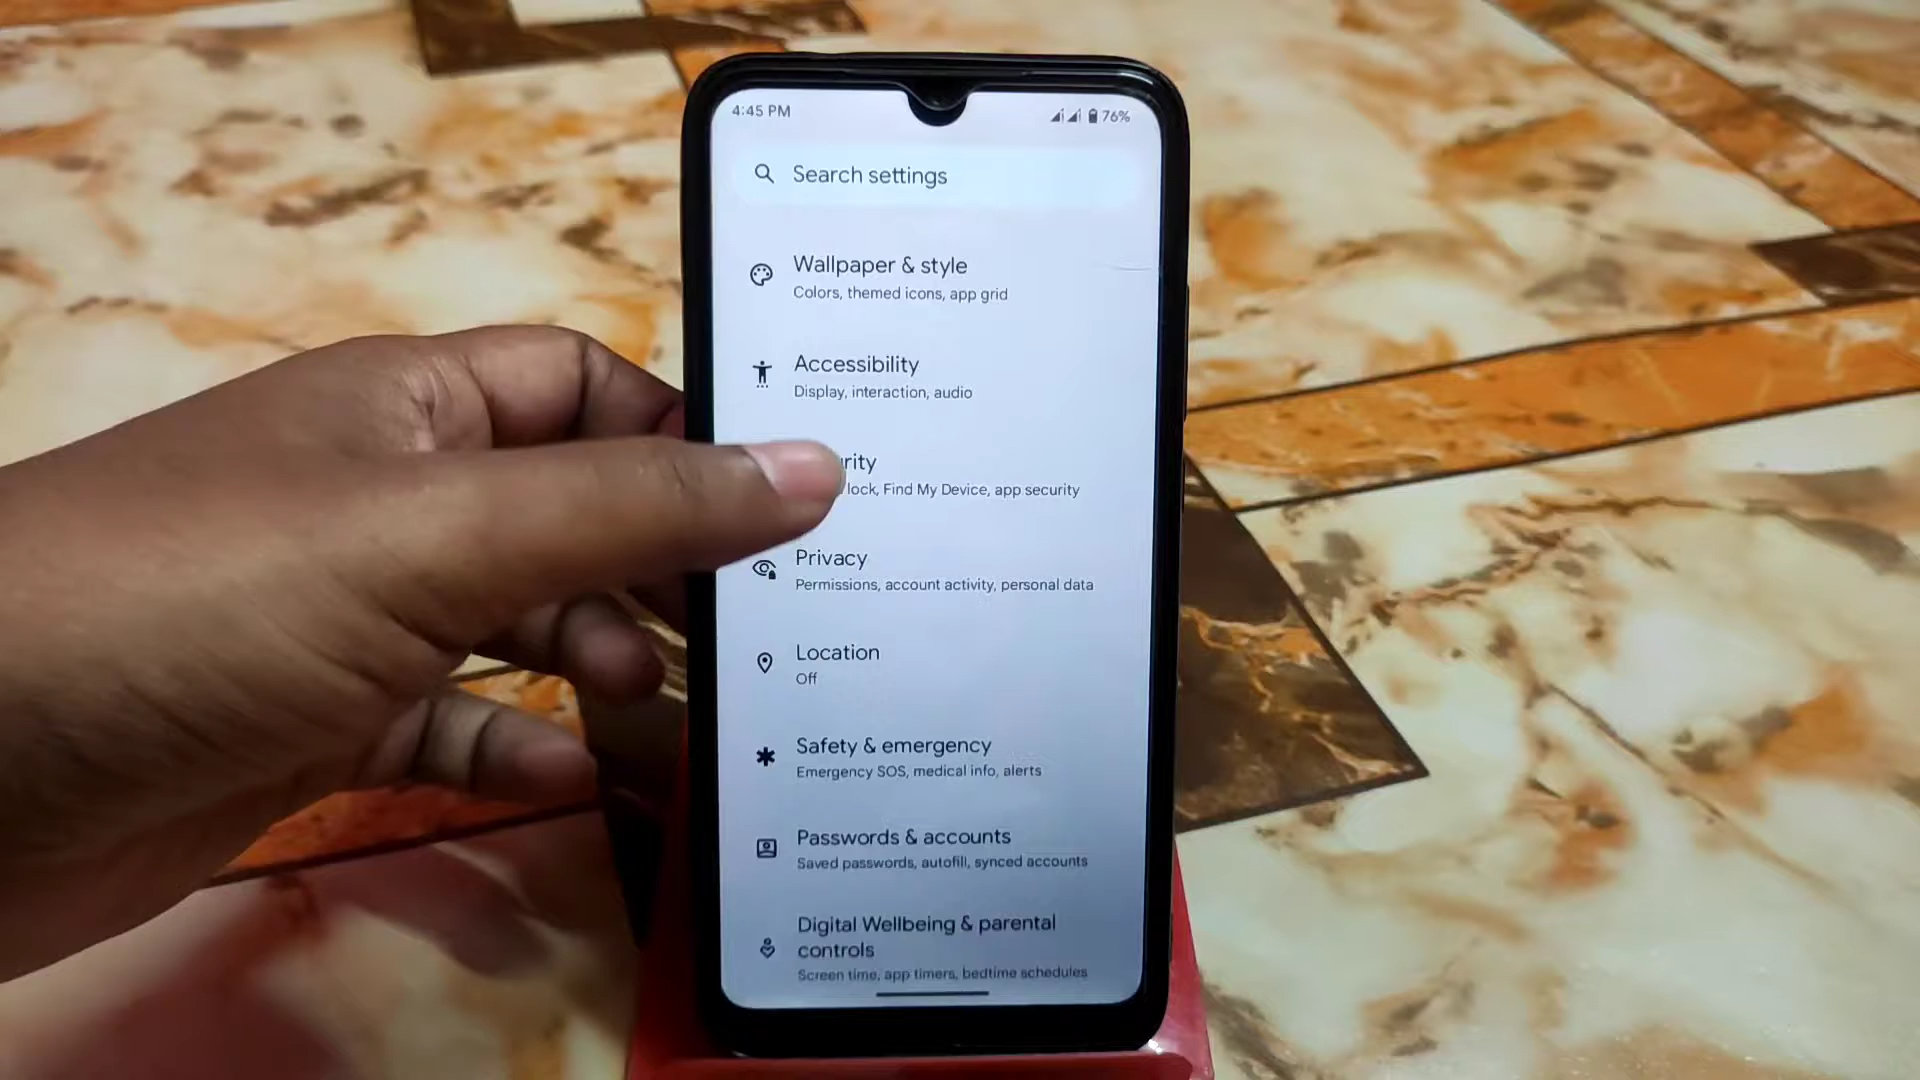 4:45 PM
76%
Search settings
Wallpaper & style
Colors, themed icons, app grid
Accessibility
Display, interaction, audio
rity
lock, Find My Device, app security
Privacy
Permissions, account activity, personal data
Location
Off
Safety & emergency
Emergency SOS, medical info, alerts
Passwords & accounts
Saved passwords, autofill, synced accounts
Digital Wellbeing & parental
controls
Screen time, app timers, bedtime schedules